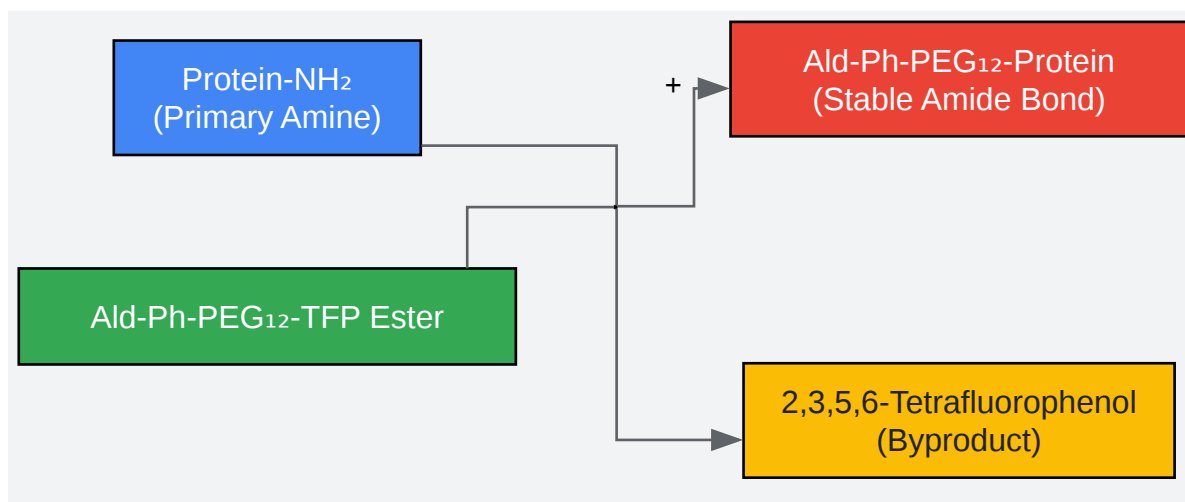 Protein-NH₂
(Primary Amine)
+
Ald-Ph-PEG₁₂-Protein
(Stable Amide Bond)
Ald-Ph-PEG₁₂-TFP Ester
2,3,5,6-Tetrafluorophenol
(Byproduct)